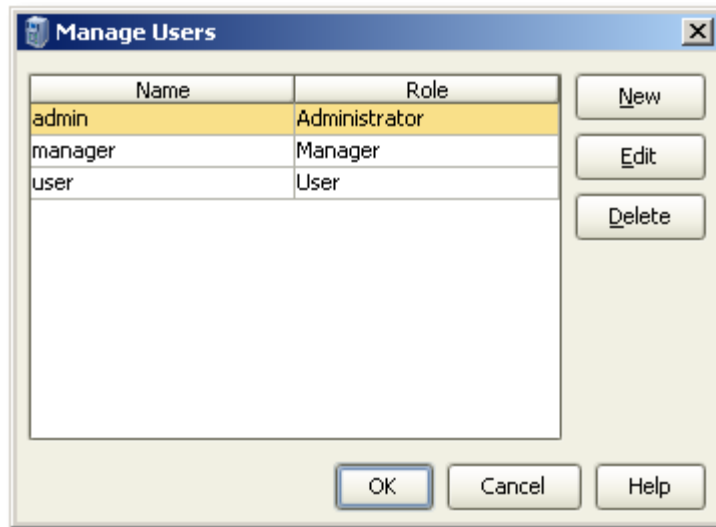 Manage Users
Name Role New
admin Administrator
manager Manager Edit
user User
Delete
OK Cancel Help